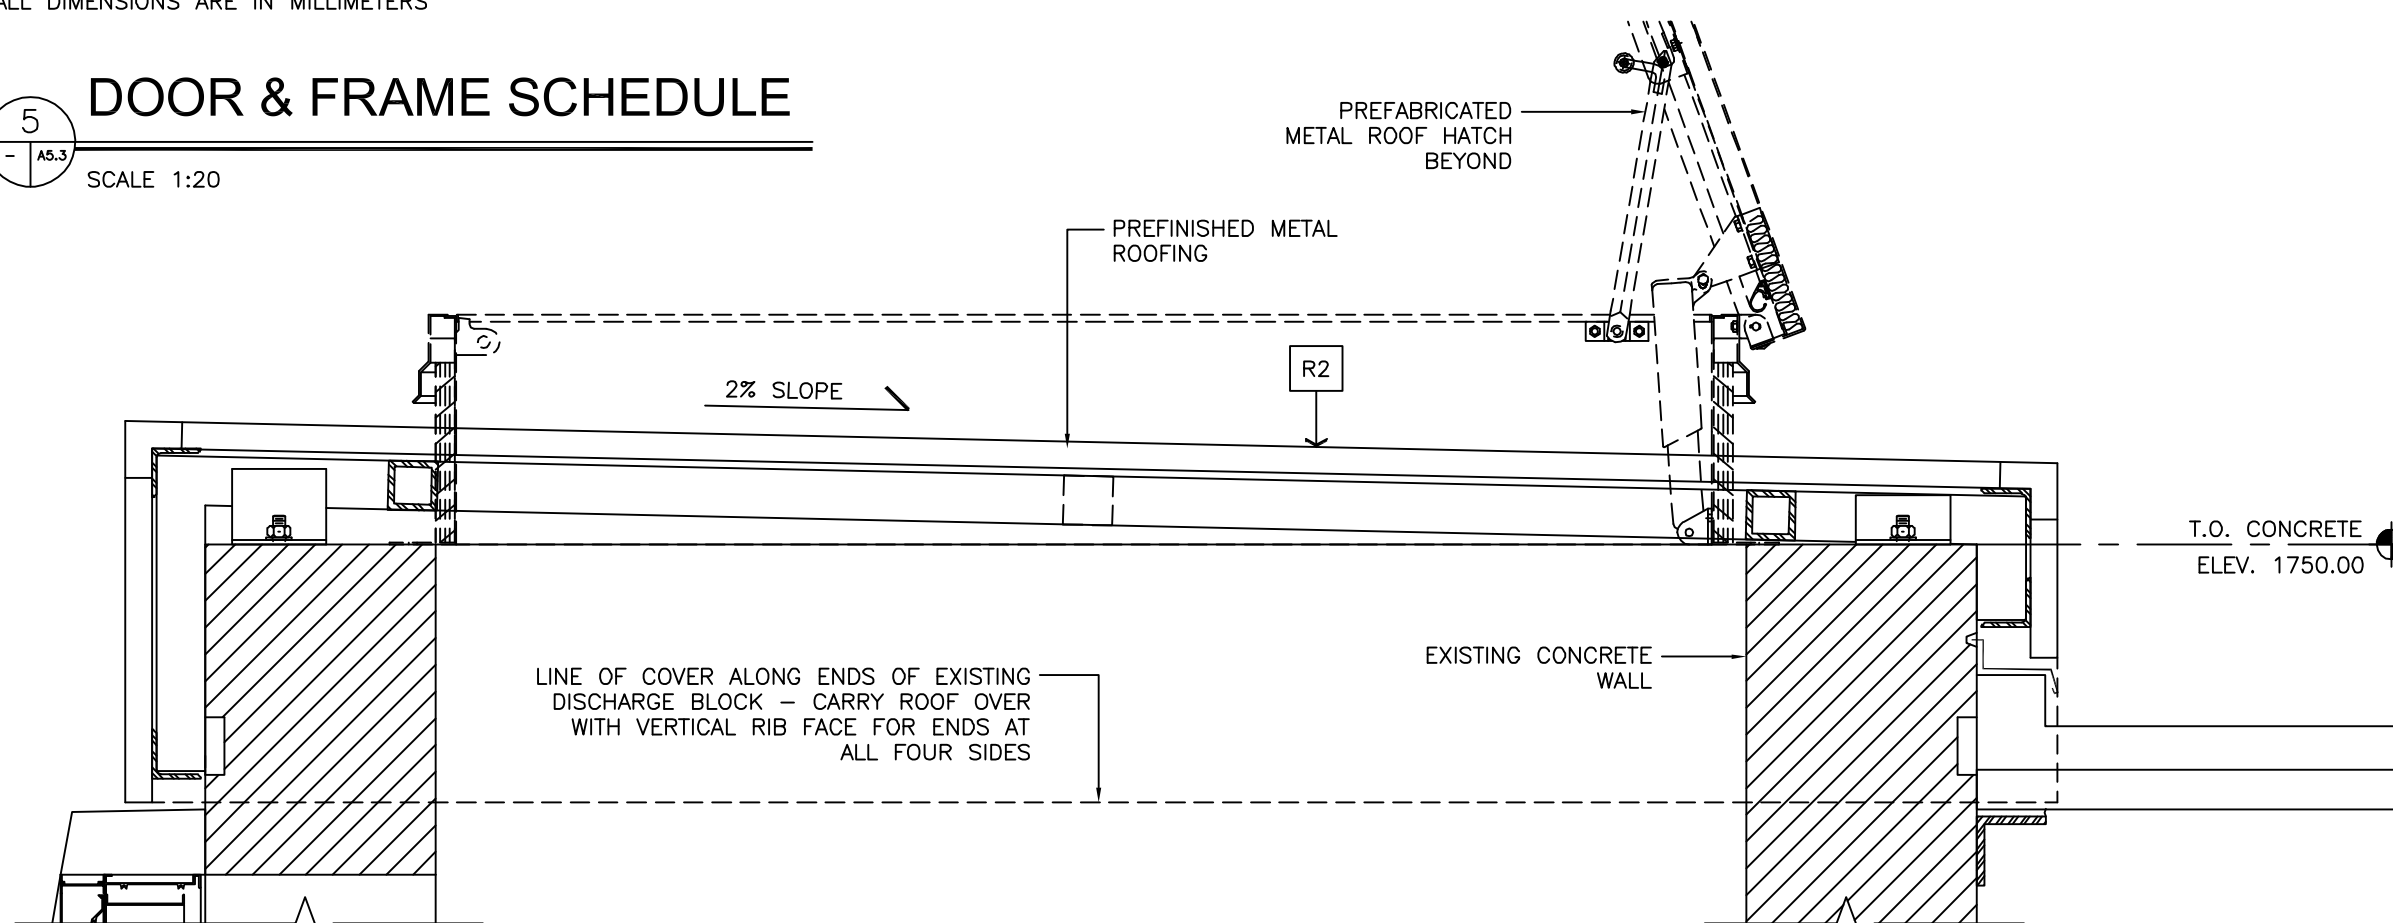 ALL DIMENSIONS ARE IN MILLIMETERS
5
- A5.3
DOOR & FRAME SCHEDULE
SCALE 1:20
PREFABRICATED
METAL ROOF HATCH
BEYOND
PREFINISHED METAL
ROOFING
R2
2% SLOPE
T.O. CONCRETE
ELEV. 1750.00
EXISTING CONCRETE
WALL
LINE OF COVER ALONG ENDS OF EXISTING
DISCHARGE BLOCK – CARRY ROOF OVER
WITH VERTICAL RIB FACE FOR ENDS AT
ALL FOUR SIDES